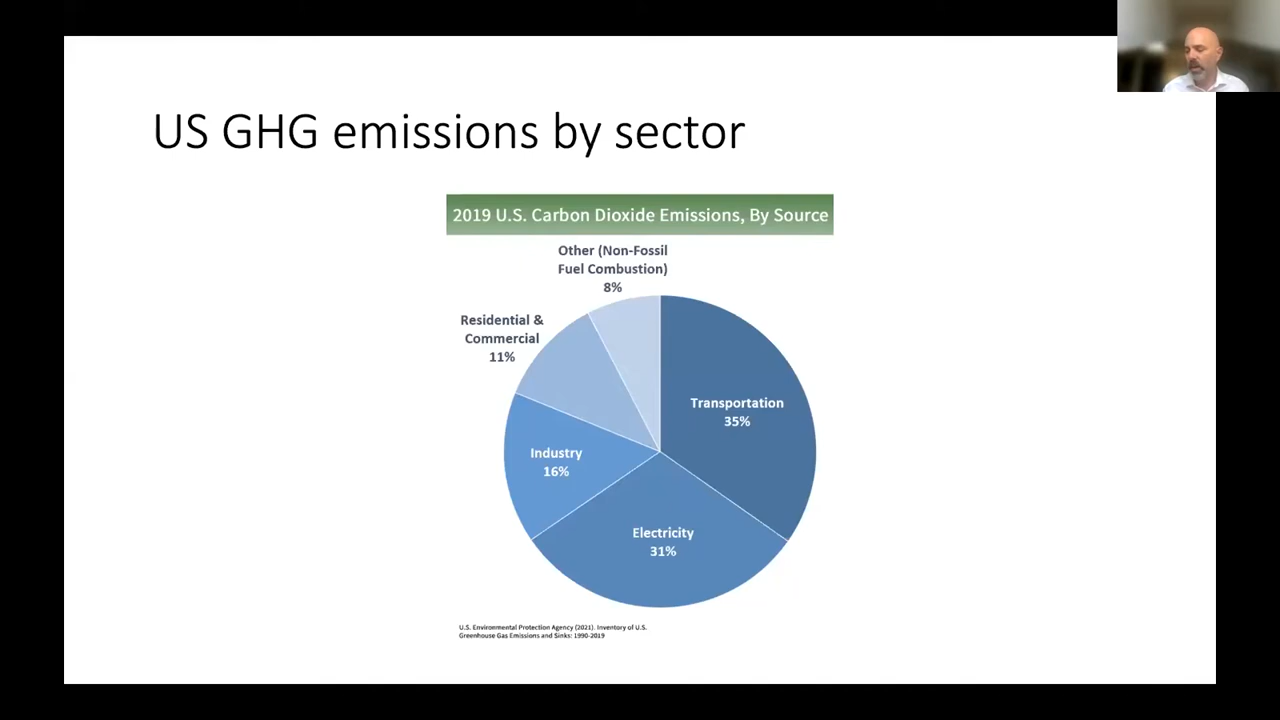 US GHG emissions by sector
2019 U.S. Carbon Dioxide Emissions, By Source
Other (Non-Fossil
Fuel Combustion)
8%
Residential &
Commercial
11%
Transportation
35%
Industry
16%
Electricity
31%
U.S. Environmental Protection Agency (2021). Inventory of U.S.
Greenhouse Gas Emissions and Sinks: 1990-2019